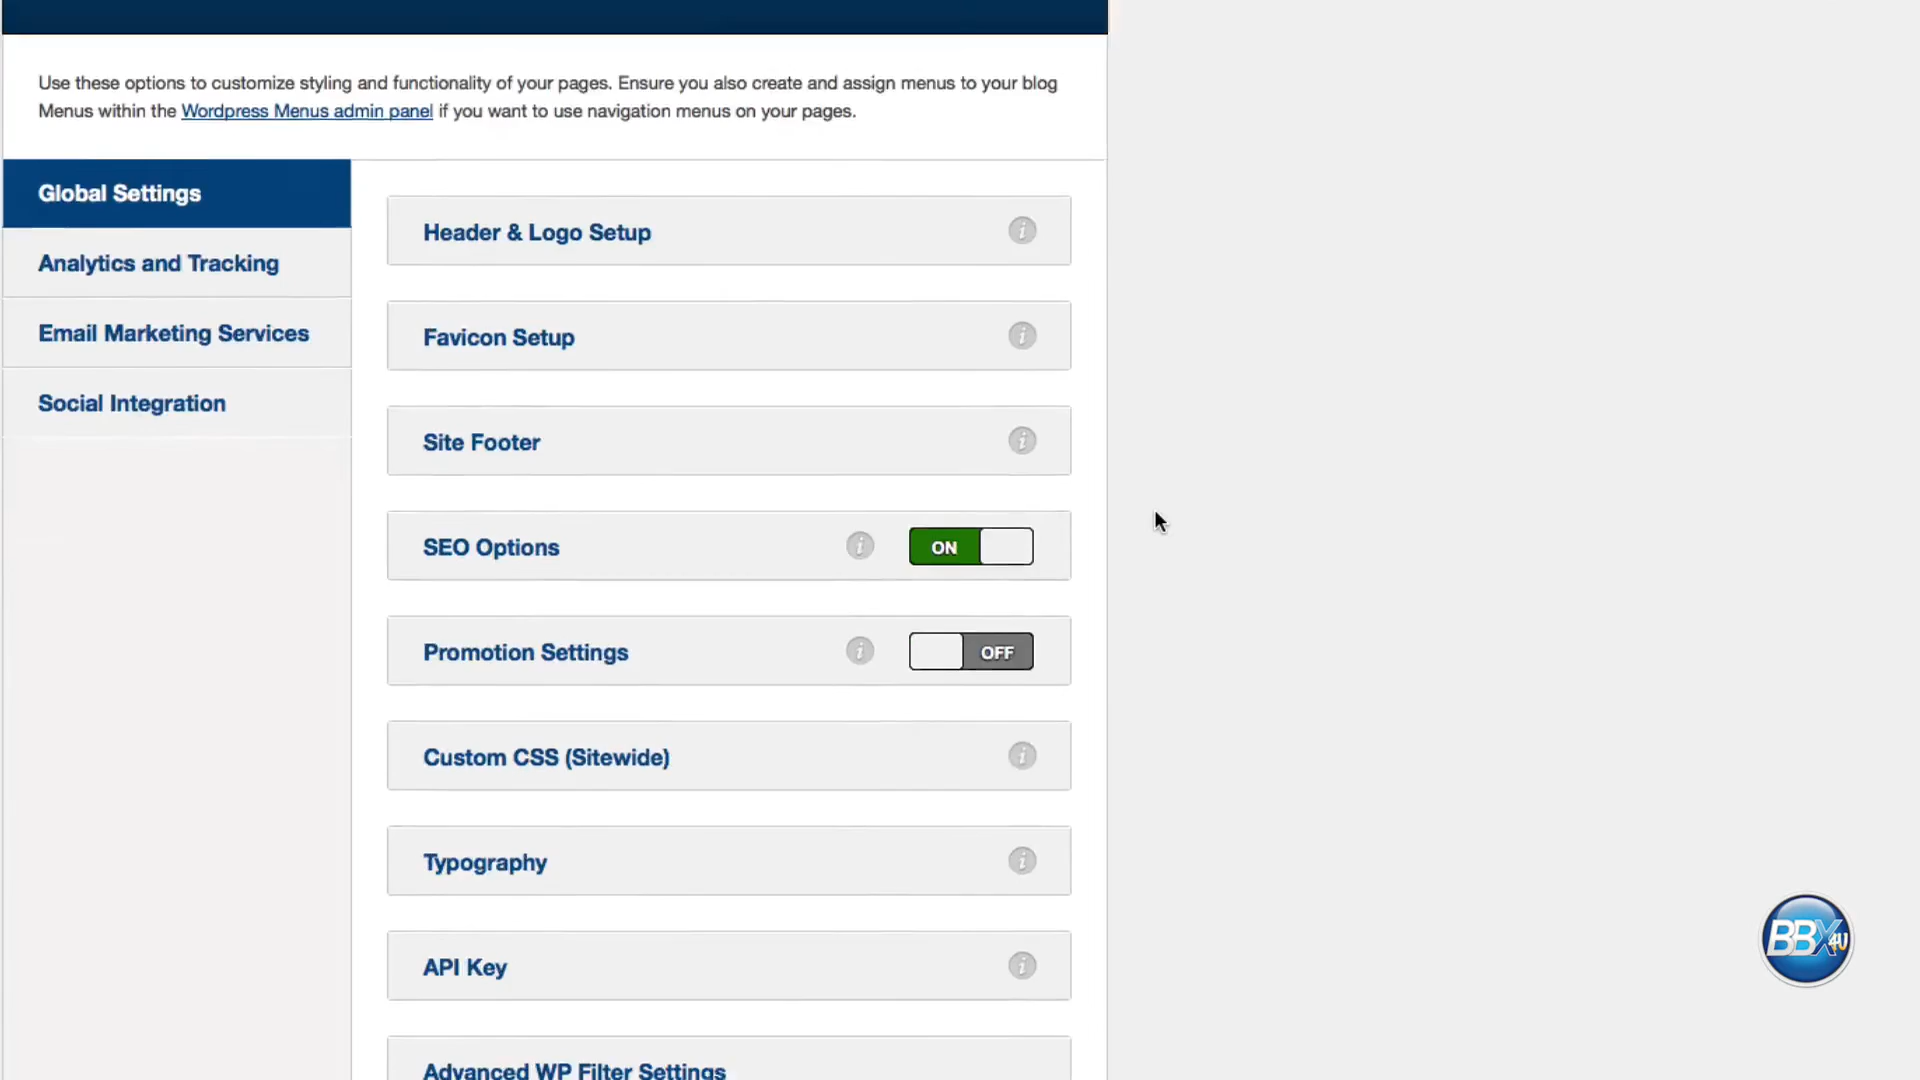 Use these options to customize styling and functionality of your pages. Ensure you also create and assign menus to your blog
Menus within the Wordpress Menus admin panel if you want to use navigation menus on your pages.
Global Settings
Analytics and Tracking
Email Marketing Services
Social Integration
Header & Logo Setup
i
Favicon Setup
i
Site Footer
i
SEO Options
i
ON
Promotion Settings
i
OFF
Custom CSS (Sitewide)
i
Typography
i
API Key
i
Advanced WP Filter Settings
BBX4U